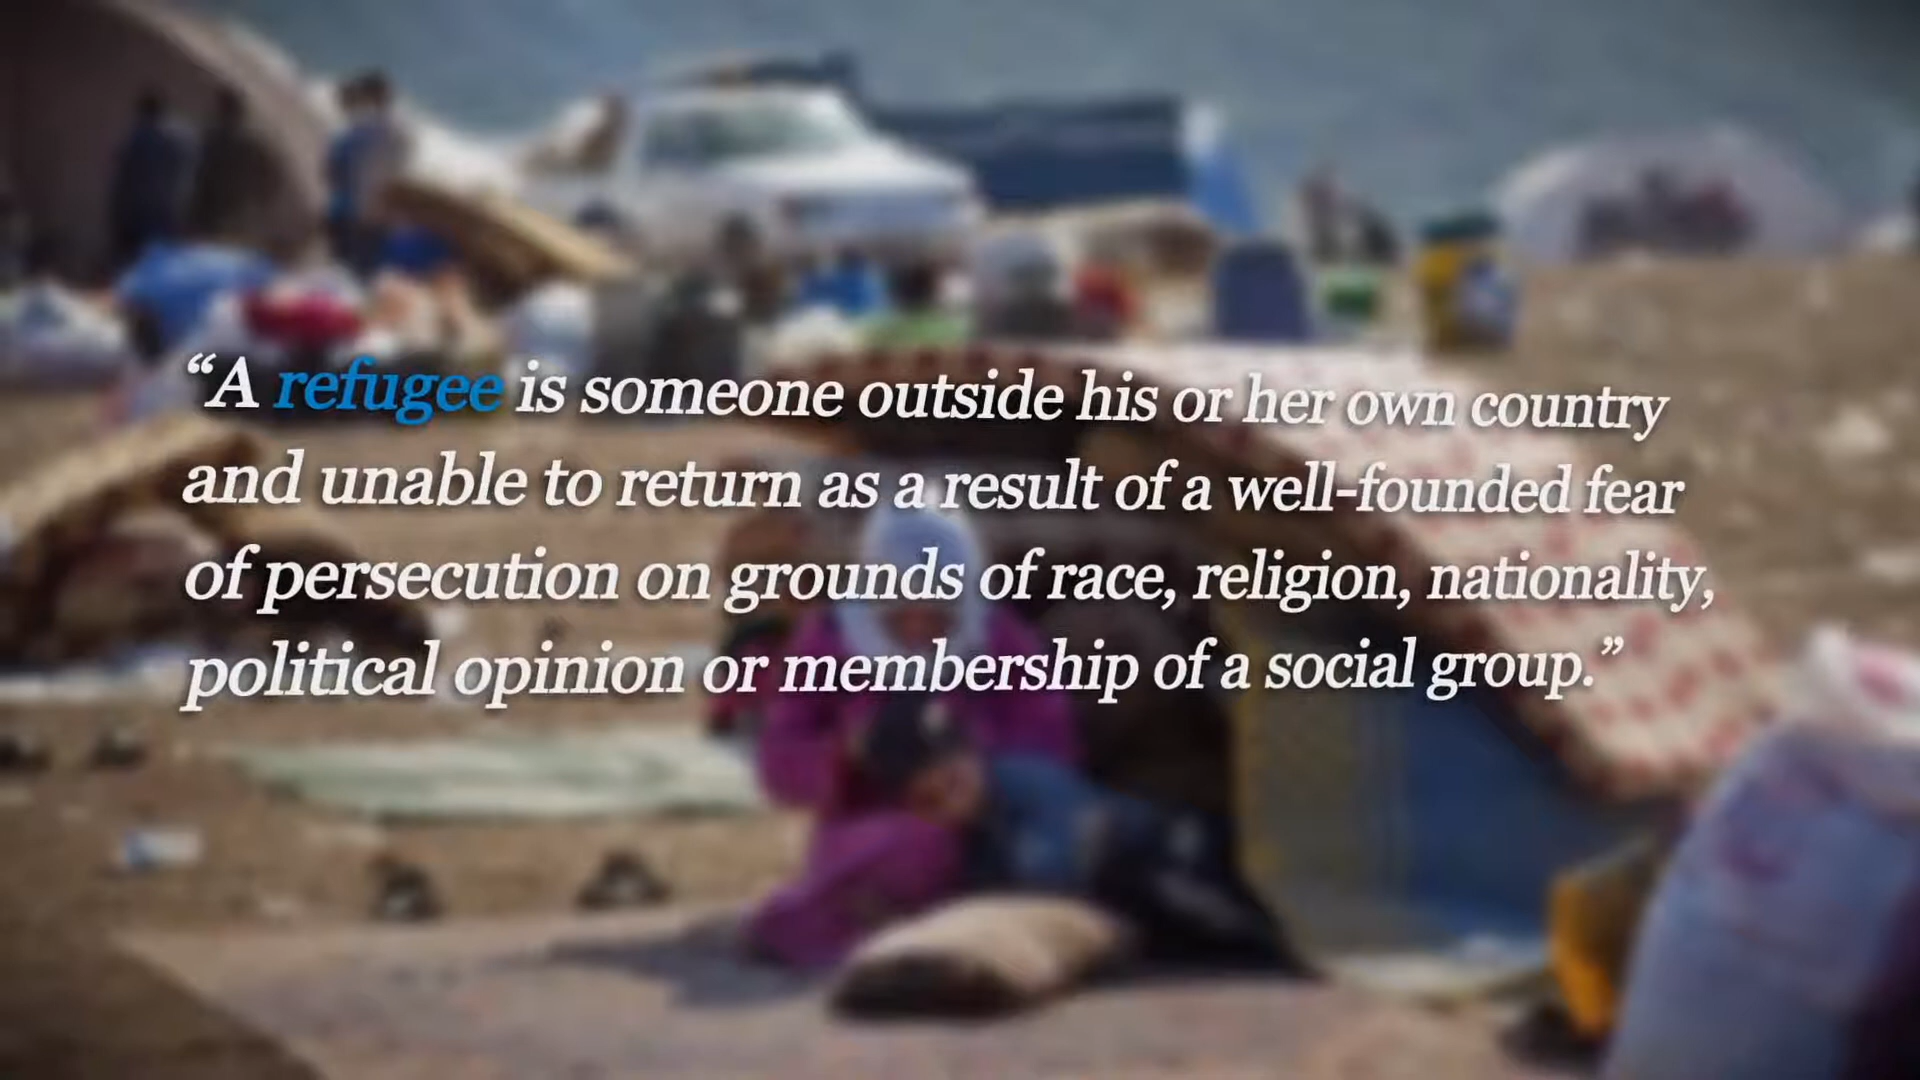 “A refugee is someone outside his or her own country
and unable to return as a result of a well-founded fear
of persecution on grounds of race, religion, nationality,
political opinion or membership of a social group.”